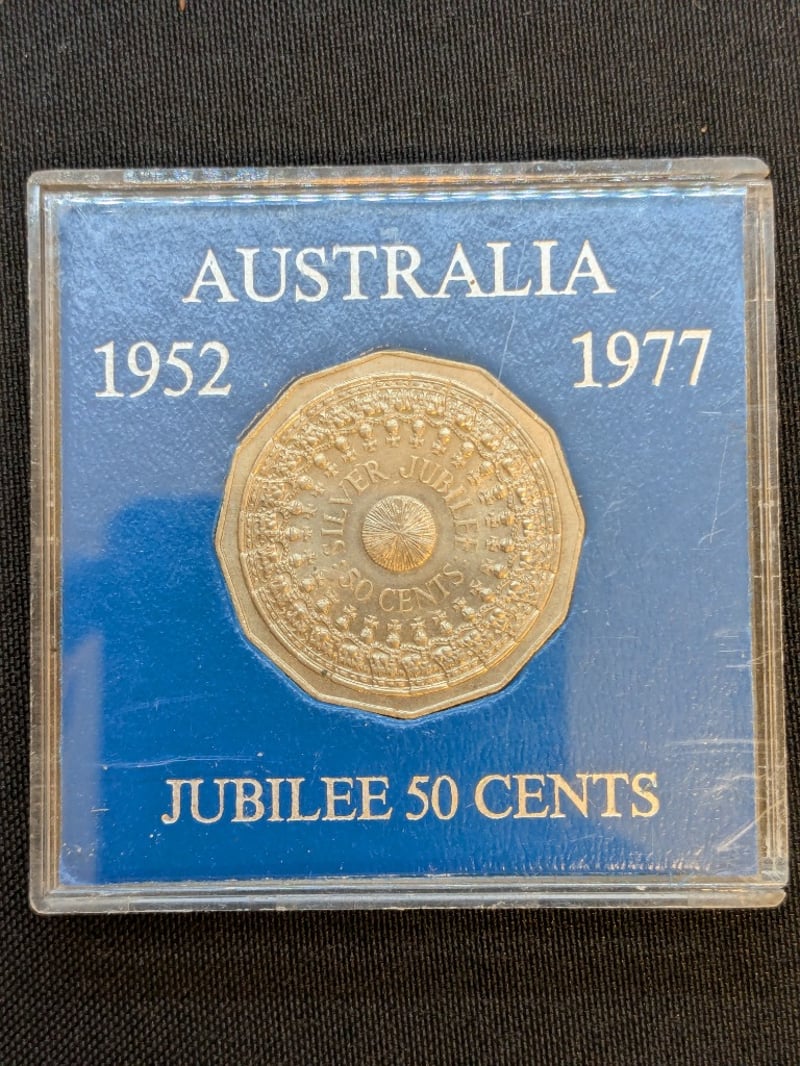 AUSTRALIA
1952 1977
SILVER JUBILEE
50 CENTS
JUBILEE 50 CENTS